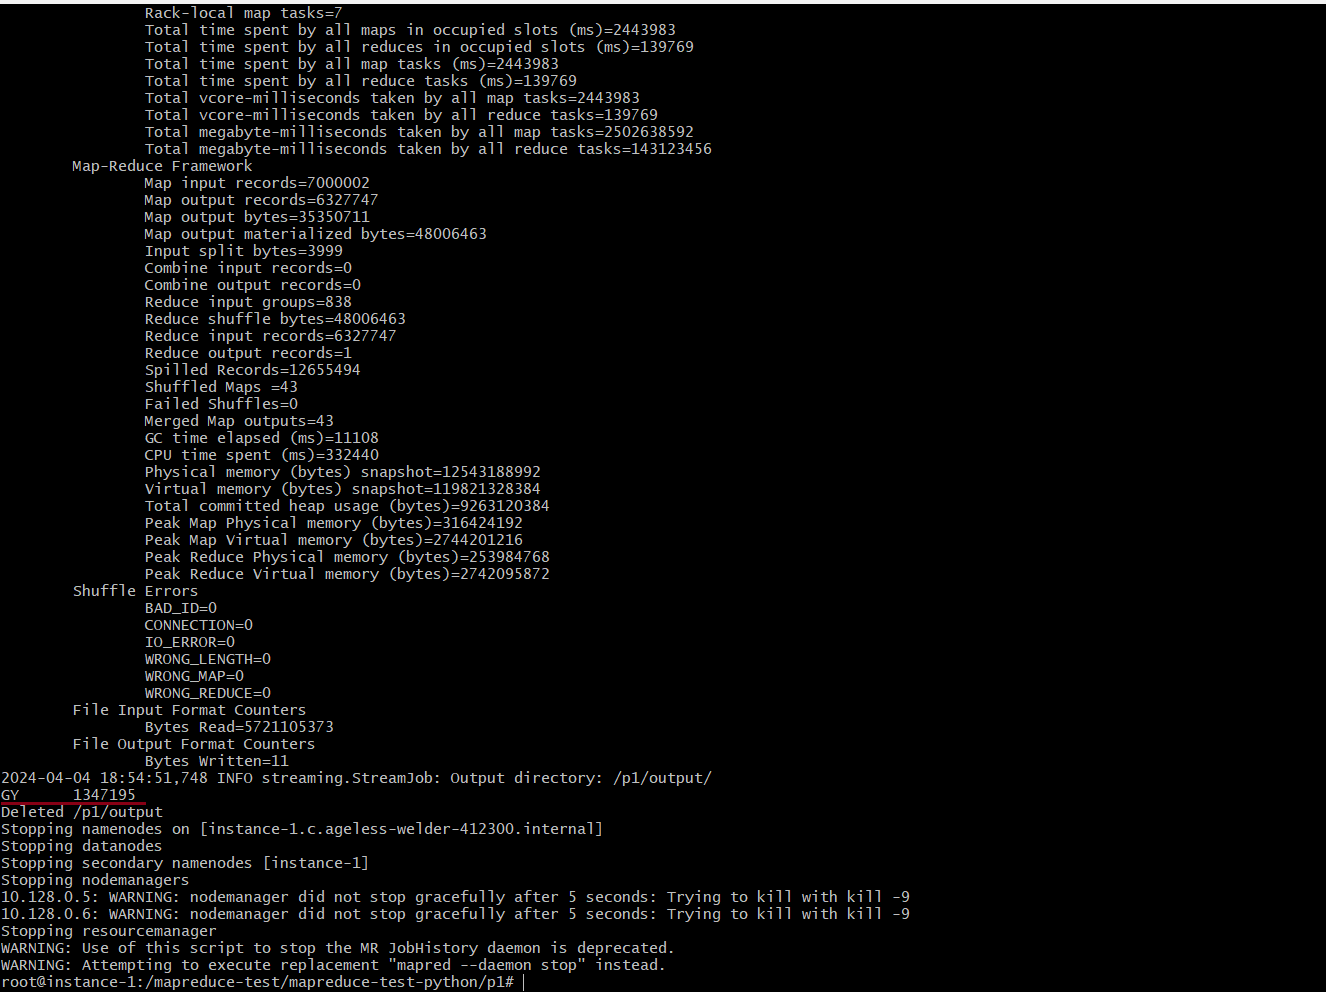 Rack-local map tasks=7
Total time spent by all maps in occupied slots (ms)=2443983
Total time spent by all reduces in occupied slots (ms)=139769
Total time spent by all map tasks (ms)=2443983
Total time spent by all reduce tasks (ms)=139769
Total vcore-milliseconds taken by all map tasks=2443983
Total vcore-milliseconds taken by all reduce tasks=139769
Total megabyte-milliseconds taken by all map tasks=2502638592
Total megabyte-milliseconds taken by all reduce tasks=143123456
Map-Reduce Framework
Map input records=7000002
Map output records=6327747
Map output bytes=35350711
Map output materialized bytes=48006463
Input split bytes=3999
Combine input records=0
Combine output records=0
Reduce input groups=838
Reduce shuffle bytes=48006463
Reduce input records=6327747
Reduce output records=1
Spilled Records=12655494
Shuffled Maps =43
Failed Shuffles=0
Merged Map outputs=43
GC time elapsed (ms)=11108
CPU time spent (ms)=332440
Physical memory (bytes) snapshot=12543188992
Virtual memory (bytes) snapshot=119821328384
Total committed heap usage (bytes)=9263120384
Peak Map Physical memory (bytes)=316424192
Peak Map Virtual memory (bytes)=2744201216
Peak Reduce Physical memory (bytes)=253984768
Peak Reduce Virtual memory (bytes)=2742095872
Shuffle Errors
BAD_ID=0
CONNECTION=0
IO_ERROR=0
WRONG_LENGTH=0
WRONG_MAP=0
WRONG_REDUCE=0
File Input Format Counters
Bytes Read=5721105373
File Output Format Counters
Bytes Written=11
2024-04-04 18:54:51,748 INFO streaming.StreamJob: Output directory: /p1/output/
GY      1347195
Deleted /p1/output
Stopping namenodes on [instance-1.c.ageless-welder-412300.internal]
Stopping datanodes
Stopping secondary namenodes [instance-1]
Stopping nodemanagers
10.128.0.5: WARNING: nodemanager did not stop gracefully after 5 seconds: Trying to kill with kill -9
10.128.0.6: WARNING: nodemanager did not stop gracefully after 5 seconds: Trying to kill with kill -9
Stopping resourcemanager
WARNING: Use of this script to stop the MR JobHistory daemon is deprecated.
WARNING: Attempting to execute replacement "mapred --daemon stop" instead.
root@instance-1:/mapreduce-test/mapreduce-test-python/p1#